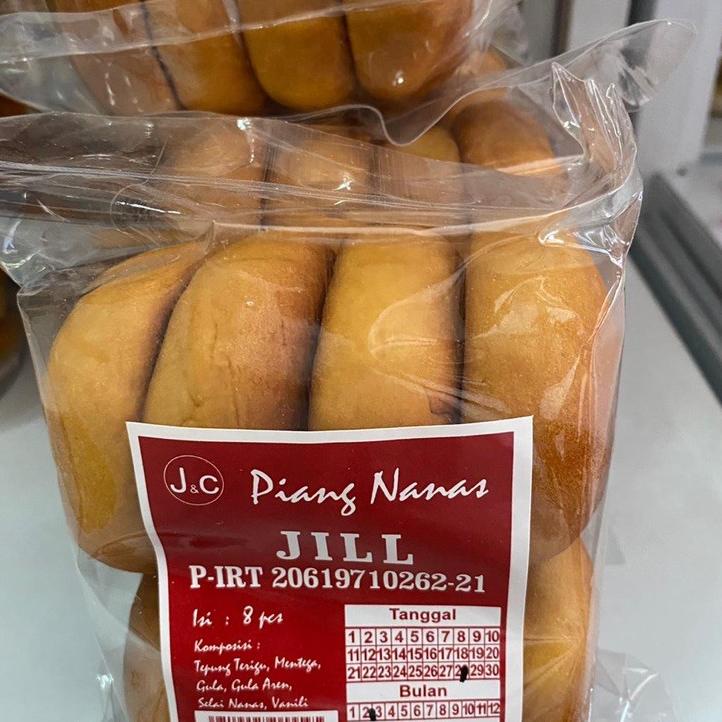 J&C
Piang Nanas
JILL
P-IRT 20619710262-21
Isi : 8 pcs
Komposisi :
Tepung Terigu, Mentega,
Gula, Gula Aren,
Selai Nanas, Vanili
Tanggal
1 2 3 4 5 6 7 8 9 10
11 12 13 14 15 16 17 18 19 20
21 22 23 24 25 26 27 28 29 30
Bulan
1 2 3 4 5 6 7 8 9 10 11 12